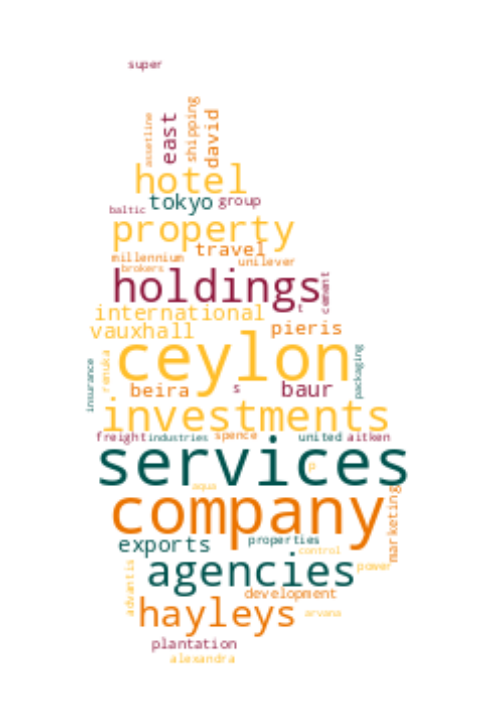 super
assetline
east
shipping
david
hotel
tokyo
group
baltic
property
travel
millennium
unilever
brokers
holdings
cement
t
international
vauxhall
pieris
ceylon
insurance
renuka
packaging
beira
s
baur
investments
freight
industries
spence
united
aitken
services
p
aqua
company
marketing
exports
properties
control
agencies
power
advantis
development
hayleys
arvana
plantation
alexandra